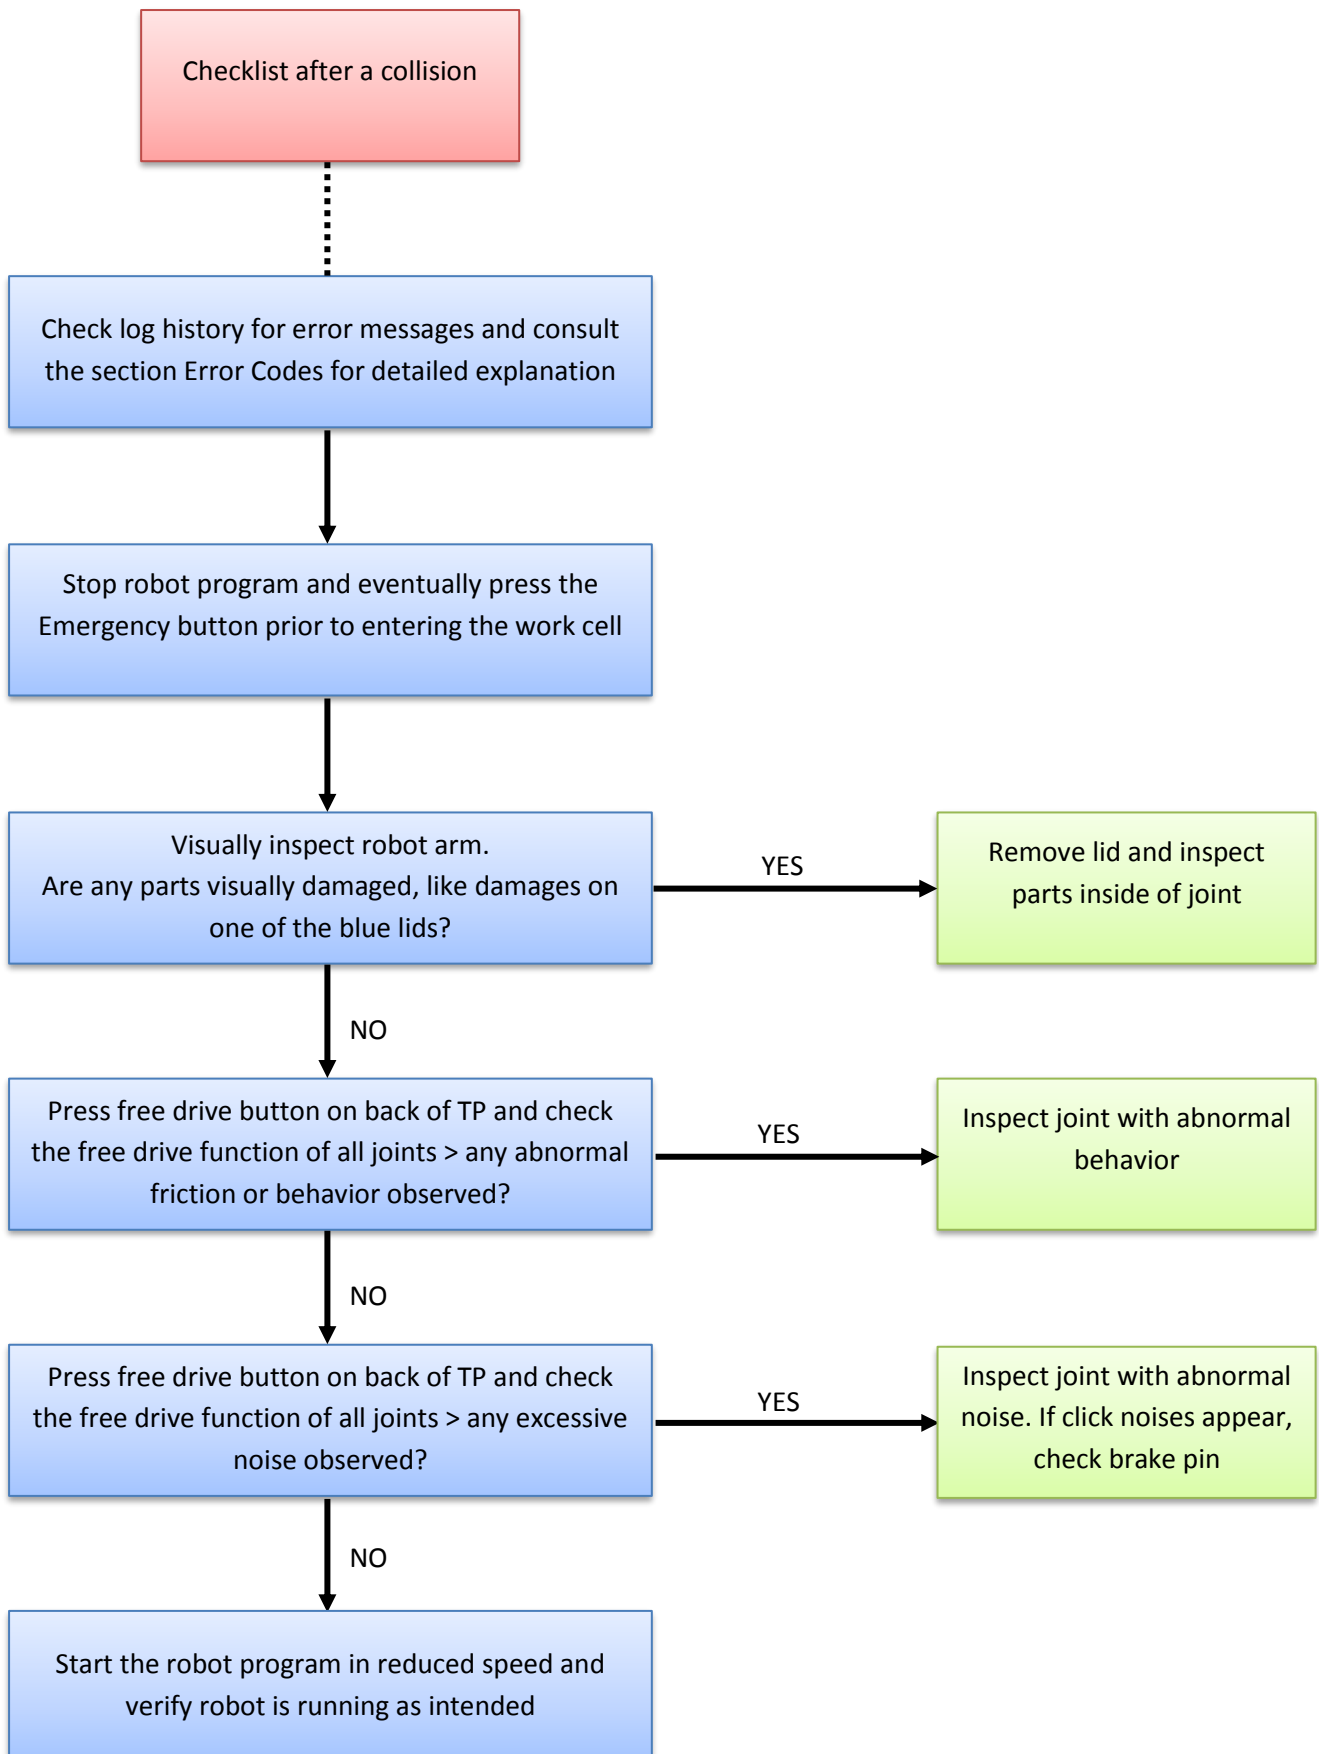 Checklist after a collision
Check log history for error messages and consult
the section Error Codes for detailed explanation
Stop robot program and eventually press the
Emergency button prior to entering the work cell
Visually inspect robot arm.
Are any parts visually damaged, like damages on
one of the blue lids?
YES
Remove lid and inspect
parts inside of joint
NO
Press free drive button on back of TP and check
the free drive function of all joints > any abnormal
friction or behavior observed?
YES
Inspect joint with abnormal
behavior
NO
Press free drive button on back of TP and check
the free drive function of all joints > any excessive
noise observed?
YES
Inspect joint with abnormal
noise. If click noises appear,
check brake pin
NO
Start the robot program in reduced speed and
verify robot is running as intended